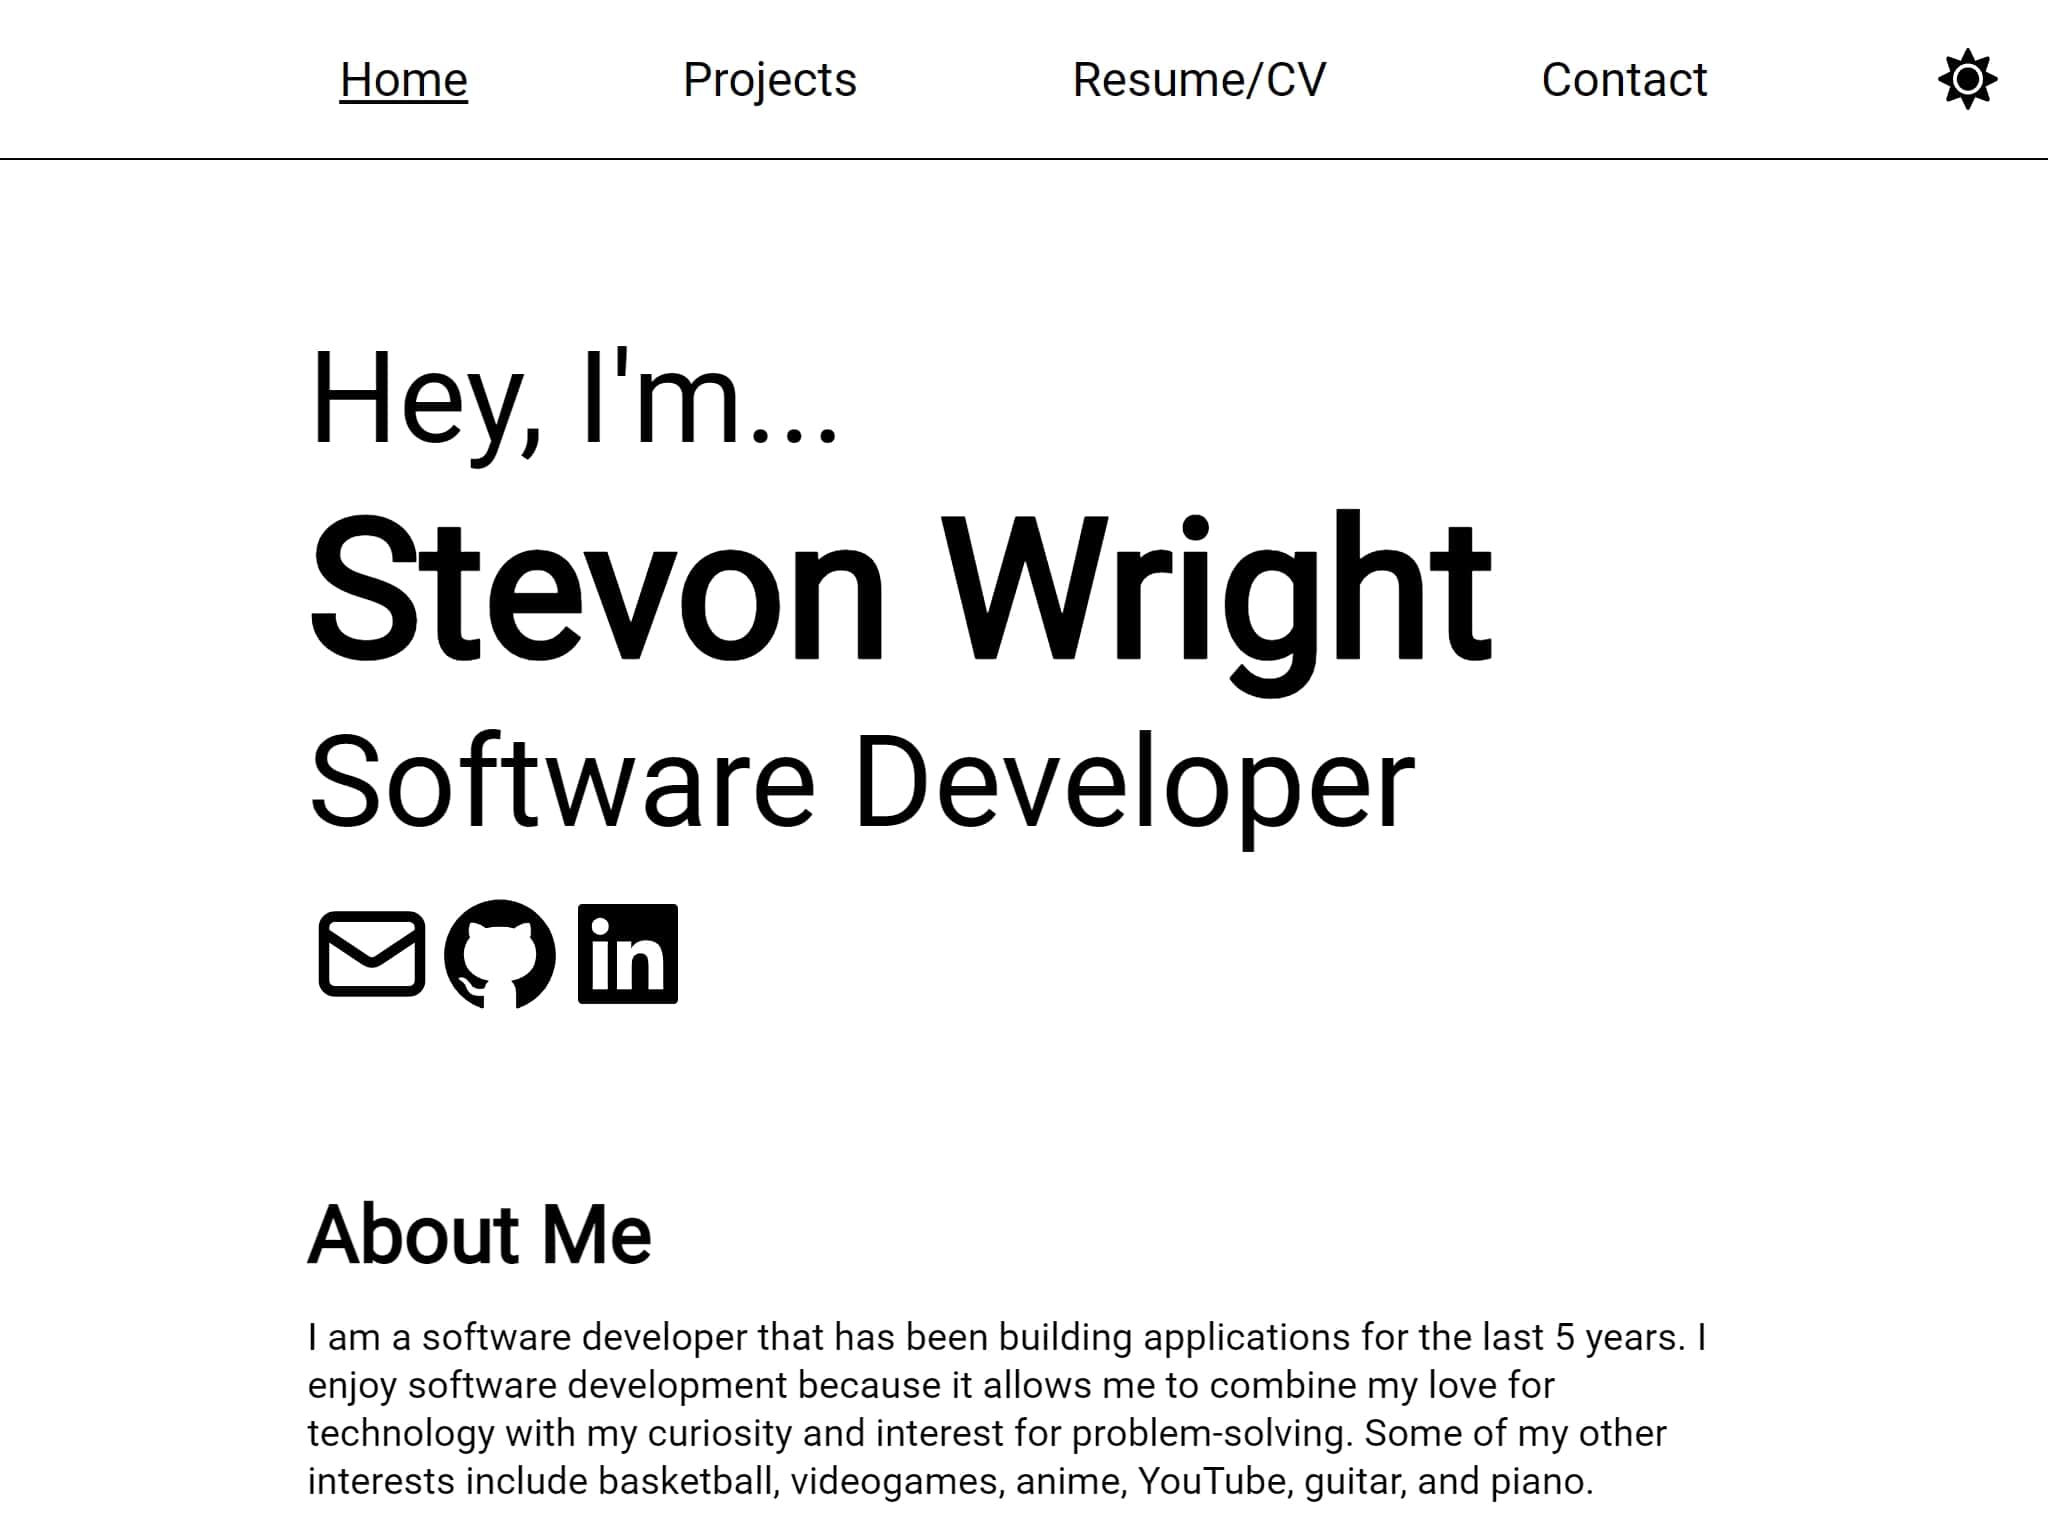 Home Projects Resume/CV Contact
Hey, I'm...
Stevon Wright
Software Developer
in
About Me
I am a software developer that has been building applications for the last 5 years. I
enjoy software development because it allows me to combine my love for
technology with my curiosity and interest for problem-solving. Some of my other
interests include basketball, videogames, anime, YouTube, guitar, and piano.